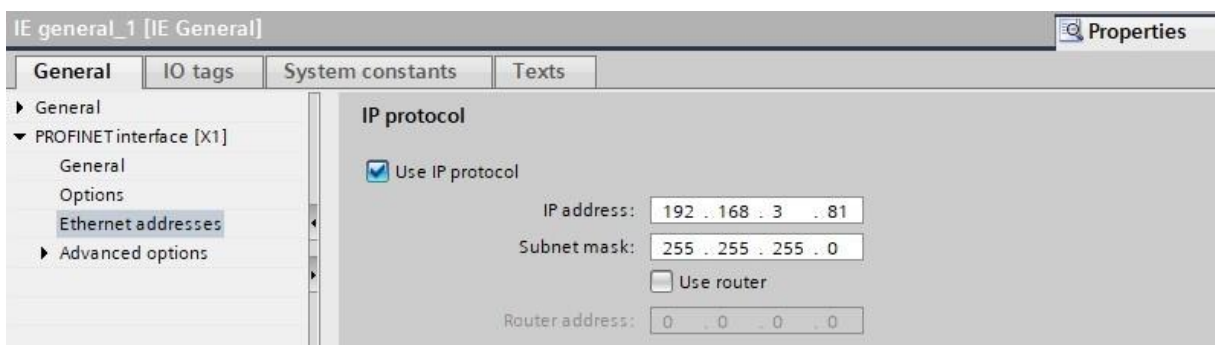 IE general_1 [IE General]
Properties
General IO tags System constants Texts
General
PROFINET interface [X1]
General
Options
Ethernet addresses
Advanced options
IP protocol
Use IP protocol
IP address: 192 . 168 . 3 . 81
Subnet mask: 255 . 255 . 255 . 0
Use router
Router address: 0 . 0 . 0 . 0